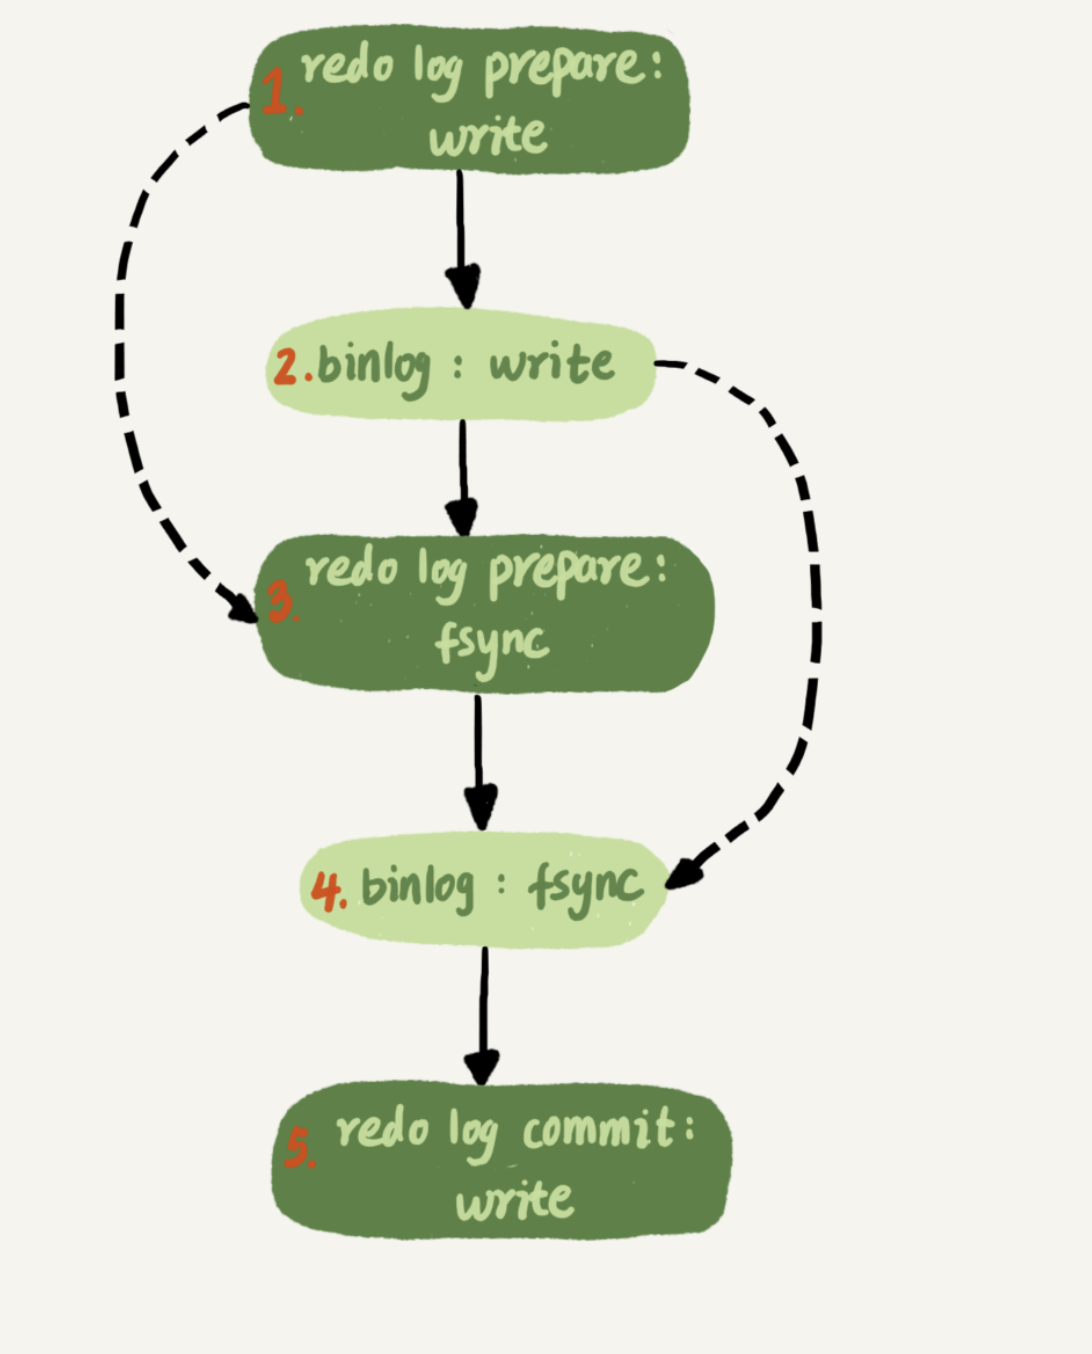 1. redo log prepare:
write
2. binlog : write
3. redo log prepare:
fsync
4. binlog : fsync
5. redo log commit:
write